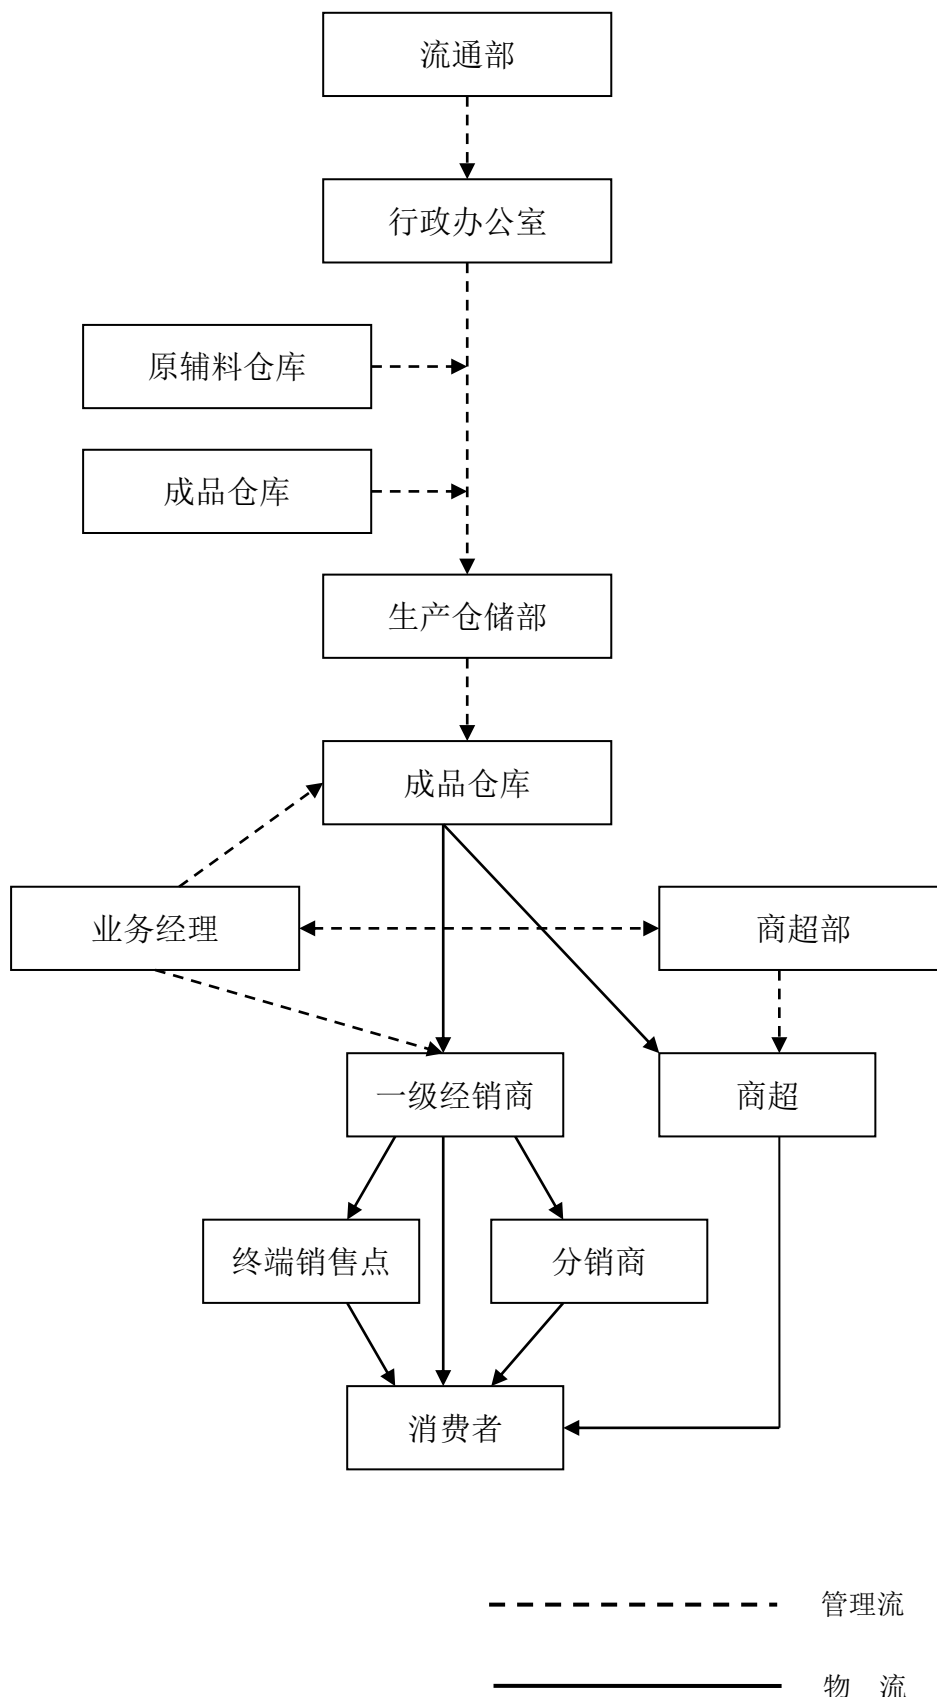 流通部
行政办公室
原辅料仓库
成品仓库
生产仓储部
成品仓库
业务经理
商超部
一级经销商
商超
终端销售点
分销商
消费者
管理流
物 流